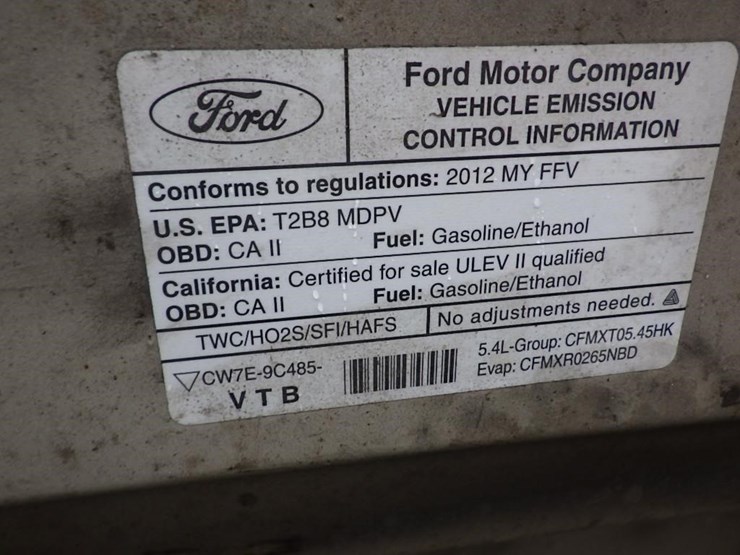 Ford
Ford Motor Company
VEHICLE EMISSION
CONTROL INFORMATION
Conforms to regulations: 2012 MY FFV
U.S. EPA: T2B8 MDPV
OBD: CA II Fuel: Gasoline/Ethanol
California: Certified for sale ULEV II qualified
OBD: CA II Fuel: Gasoline/Ethanol
TWC/HO2S/SFI/HAFS No adjustments needed.
CW7E-9C485-
VTB
5.4L-Group: CFMXT05.45HK
Evap: CFMXR0265NBD